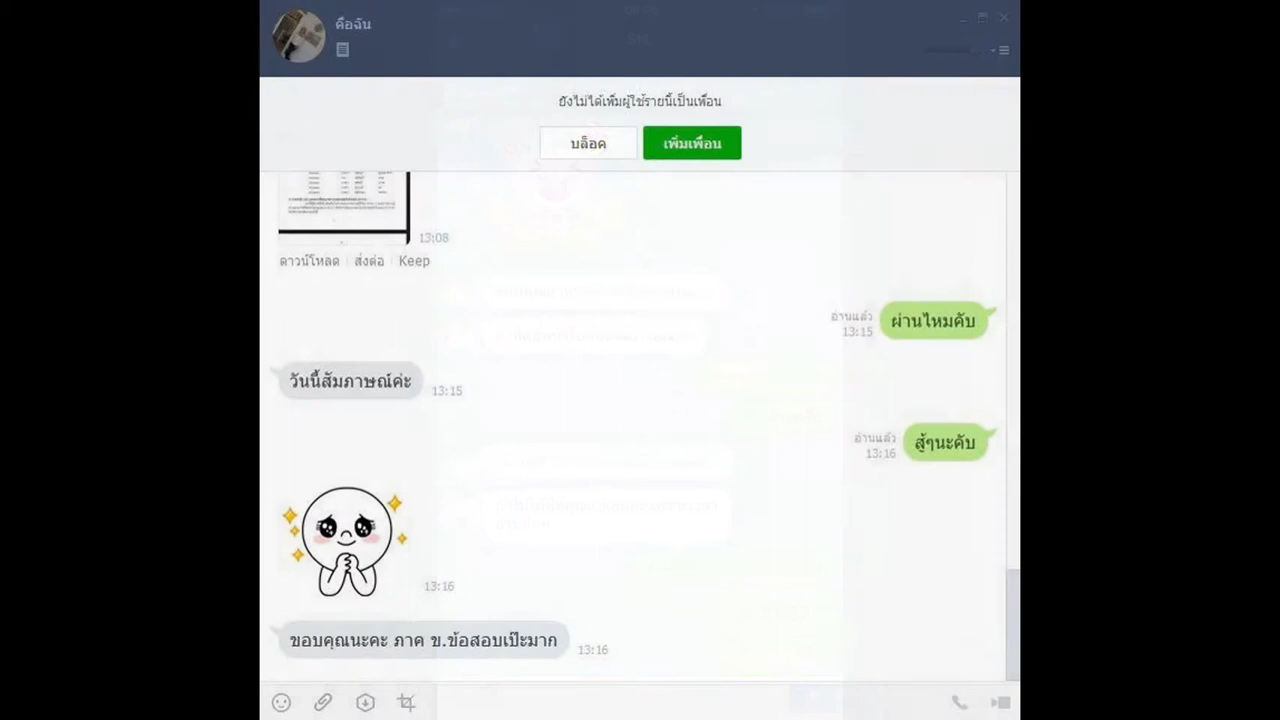 คือฉัน
ยังไม่ได้เพิ่มผู้ใช้รายนี้เป็นเพื่อน
บล็อค
เพิ่มเพื่อน
13:08
ดาวน์โหลด ส่งต่อ Keep
ผ่านไหมคับ
อ่านแล้ว
13:15
วันนี้สัมภาษณ์ค่ะ
13:15
สู้ๆนะคับ
อ่านแล้ว
13:16
13:16
ขอบคุณนะคะ ภาค ข.ข้อสอบเป๊ะมาก
13:16